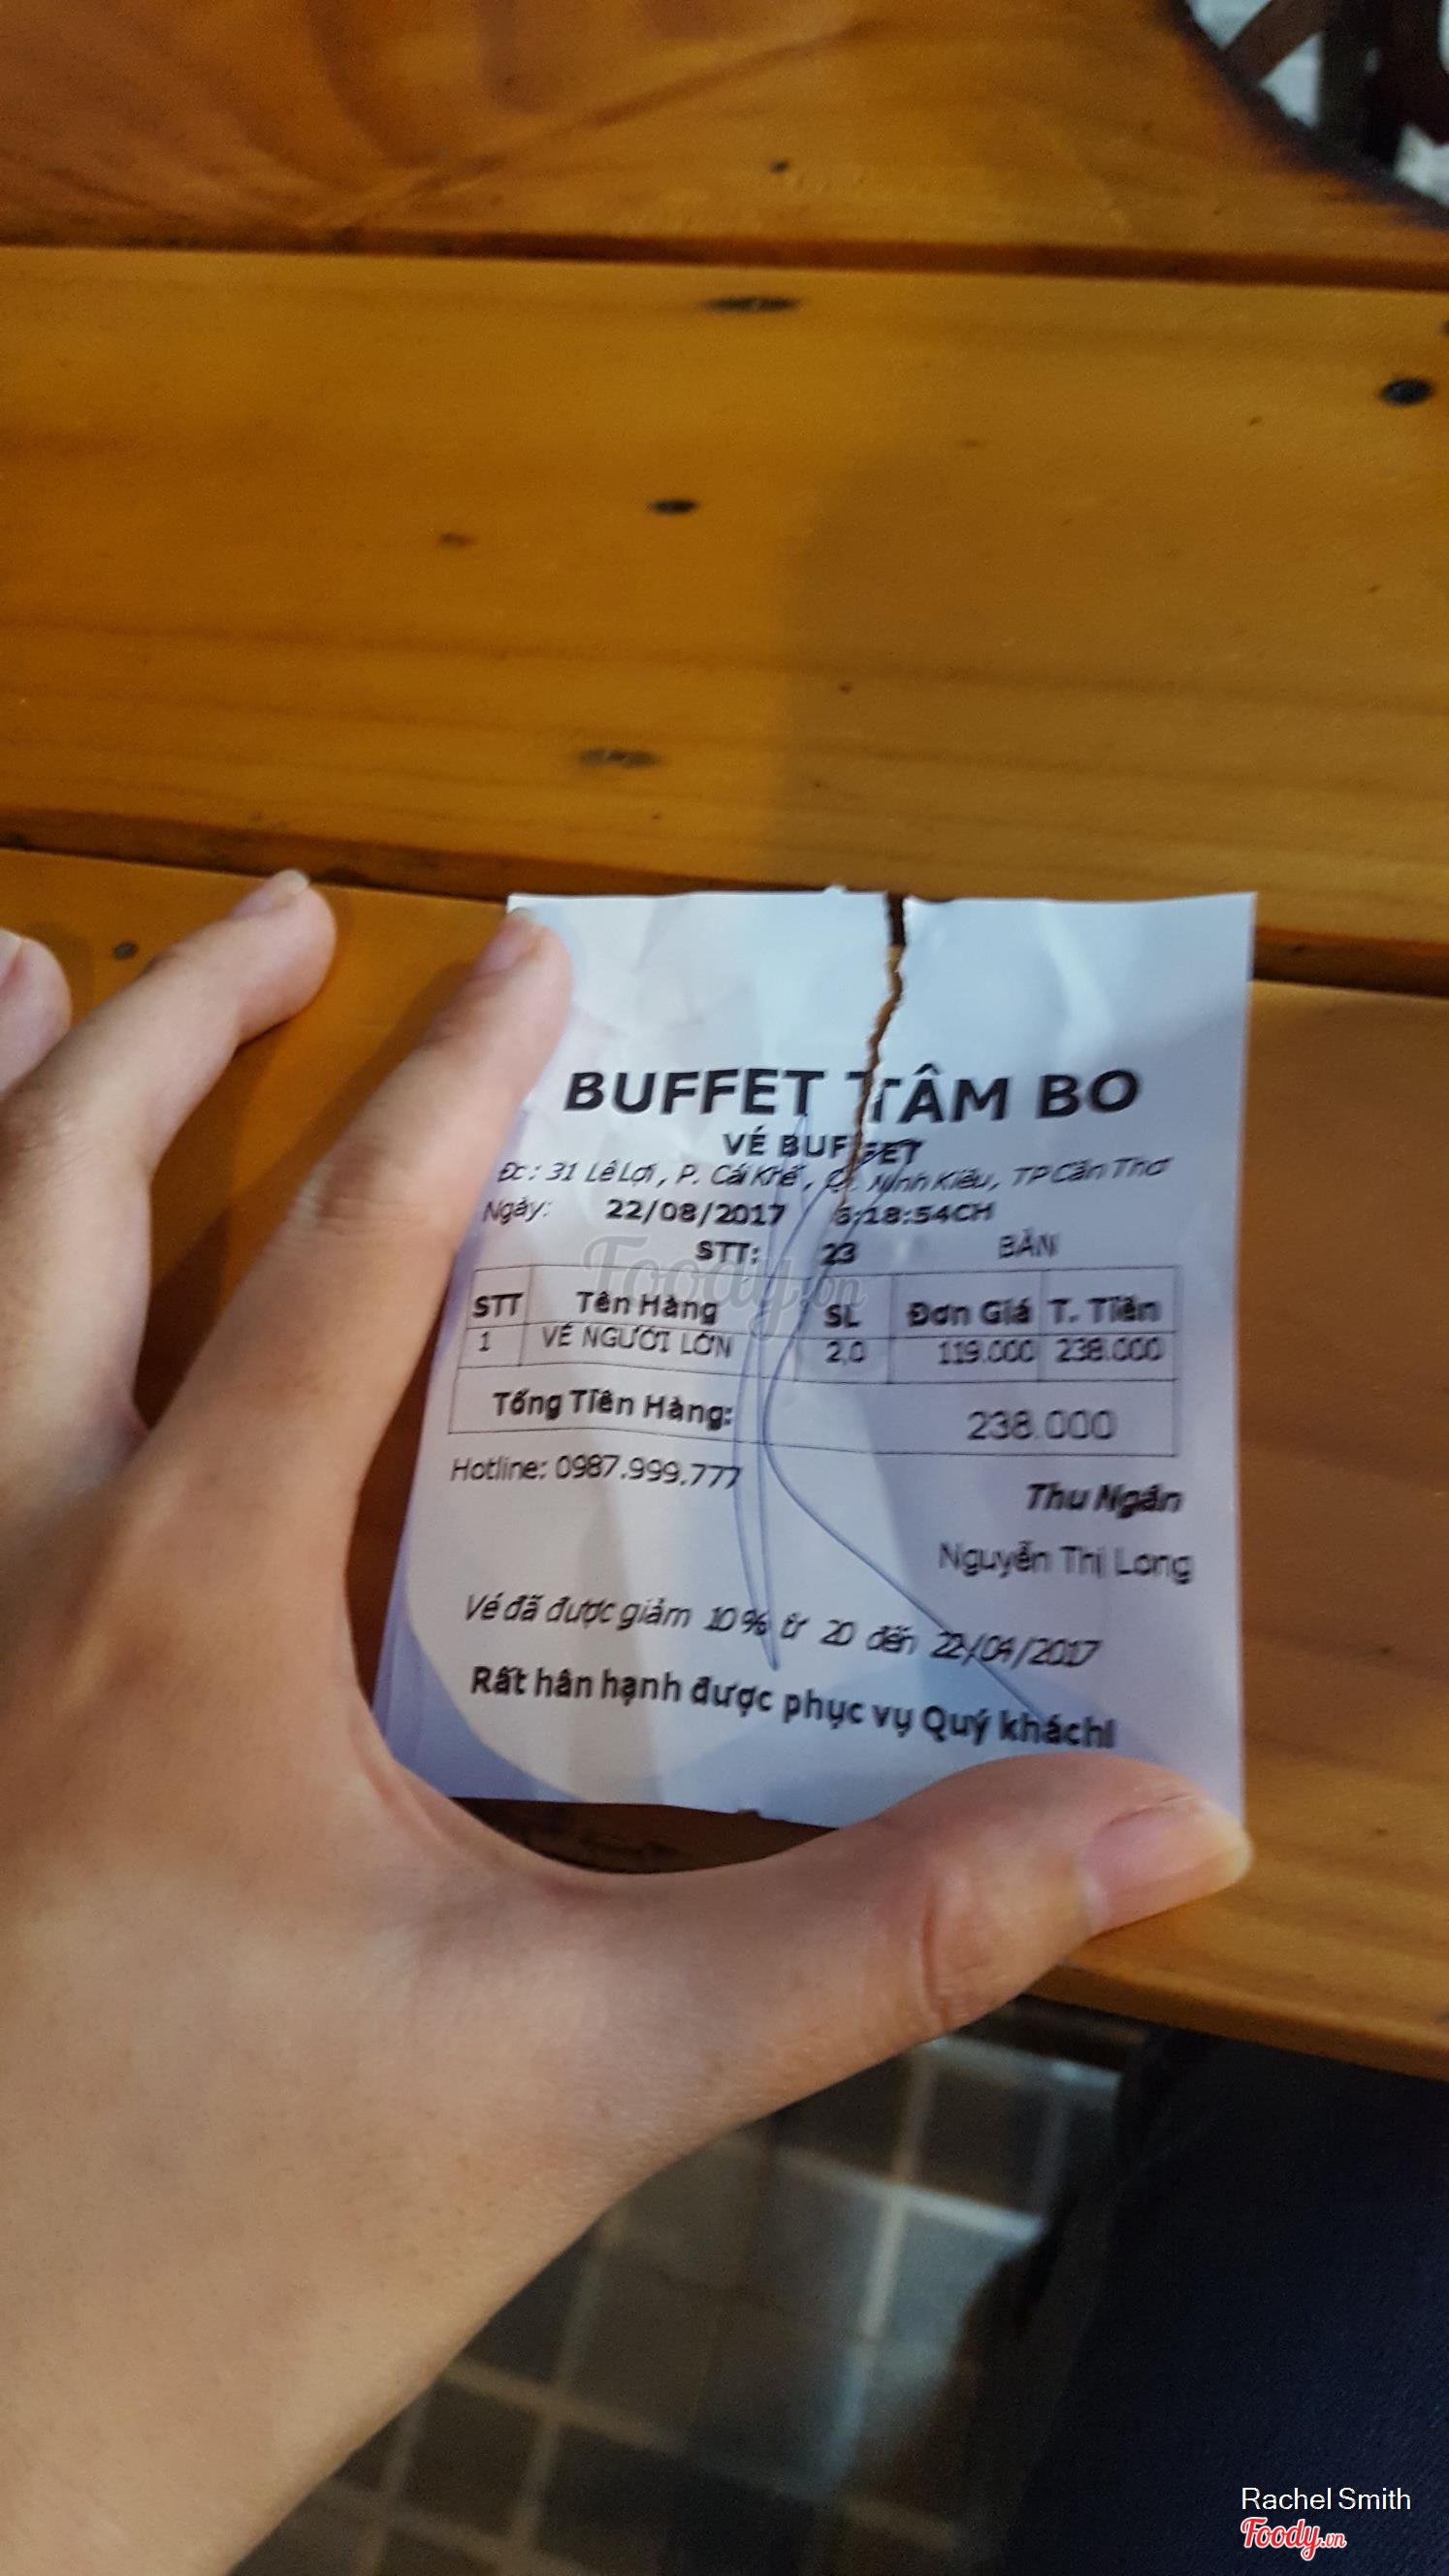 BUFFET TÂM BO
VÉ BUFFET
Đc : 31 Lê Lợi , P. Cái Khế , Q. Ninh Kiều, TP Cần Thơ
Ngày: 22/08/2017 6:18:54CH
STT: 23 BÀN
STT Tên Hàng SL Đơn Giá T. Tiền
1 VÉ NGƯỜI LỚN 2,0 119.000 238.000
Tổng Tiền Hàng: 238.000
Hotline: 0987.999.777
Thu Ngân
Nguyễn Thị Long
Vé đã được giảm 10% từ 20 đến 22/04/2017
Rất hân hạnh được phục vụ Quý khách!
Foody.vn
Rachel Smith
Foody.vn